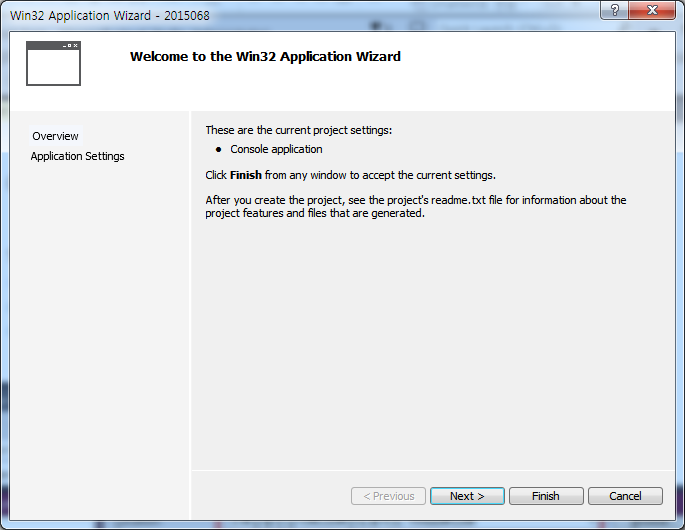 Win32 Application Wizard - 2015068
Welcome to the Win32 Application Wizard
Overview
Application Settings
These are the current project settings:
• Console application
Click Finish from any window to accept the current settings.
After you create the project, see the project's readme.txt file for information about the
project features and files that are generated.
< Previous
Next >
Finish
Cancel